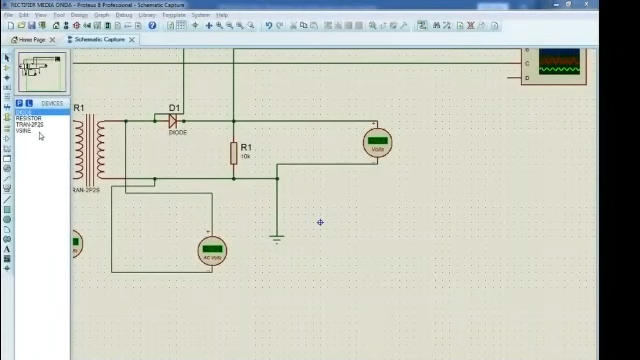 RECTIFIER MEDIA ONDA - Proteus 8 Professional - Schematic Capture
File Edit View Tool Design Graph Debug Library Template System Help
Home Page
Schematic Capture
P L DEVICES
DIODE
RESISTOR
TRAN-2P2S
VSINE
R1
TRAN-2P2S
D1
DIODE
R1
10k
Volts
AC Volts
C
D